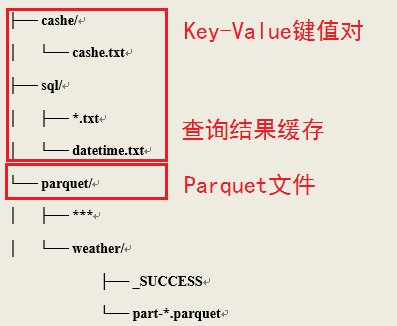 ├── cashe/↵
Key-Value键值对
│ └── cashe.txt↵
├── sql/↵
│ ├── *.txt↵
查询结果缓存
│ └── datetime.txt↵
└── parquet/↵
Parquet文件
│ ├── ***↵
│ └── weather/↵
├── _SUCCESS↵
└── part-*.parquet↵